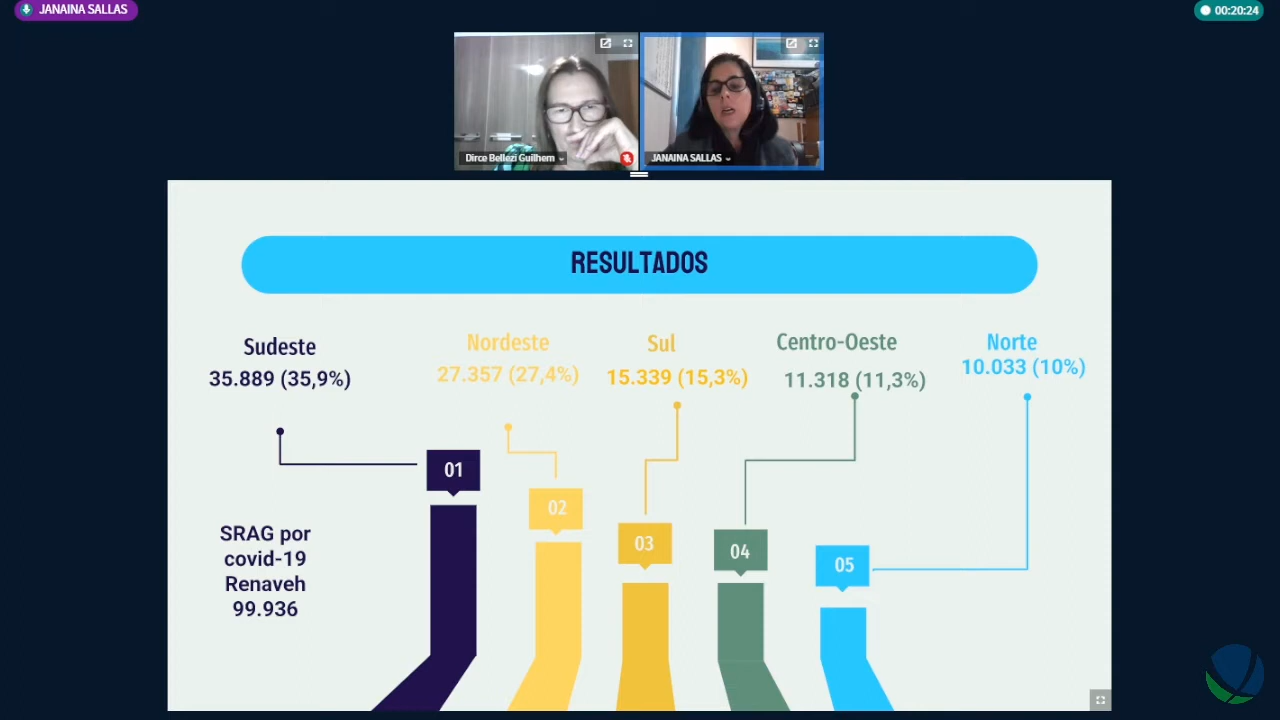 JANAINA SALLAS
00:20:24
Dirce Bellezi Guilhem
JANAINA SALLAS
RESULTADOS
Sudeste
35.889 (35,9%)
Nordeste
27.357 (27,4%)
Sul
15.339 (15,3%)
Centro-Oeste
11.318 (11,3%)
Norte
10.033 (10%)
01
02
03
04
05
SRAG por
covid-19
Renaveh
99.936